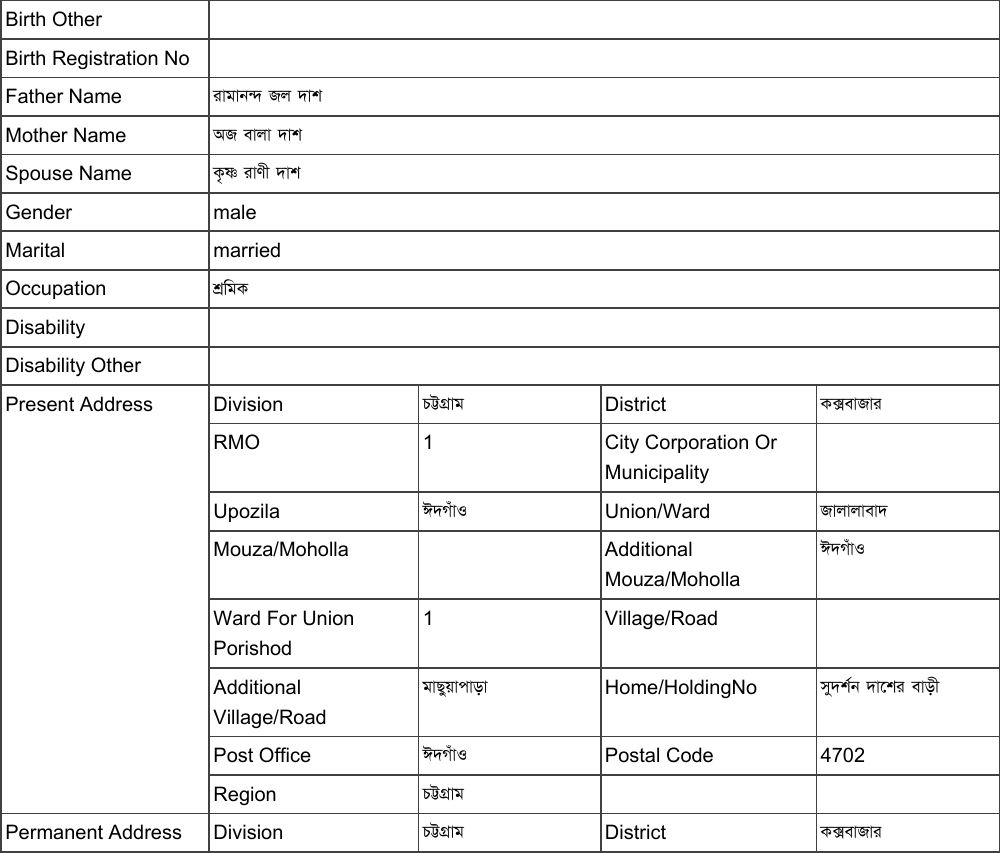 Birth Other
Birth Registration No
Father Name রামানন্দ জল দাশ
Mother Name অজ বালা দাশ
Spouse Name কৃষ্ণ রাণী দাশ
Gender male
Marital married
Occupation শ্রমিক
Disability
Disability Other
Present Address Division চট্টগ্রাম District কক্সবাজার
RMO 1 City Corporation Or
Municipality
Upozila ঈদগাঁও Union/Ward জালালাবাদ
Mouza/Moholla Additional ঈদগাঁও
Mouza/Moholla
Ward For Union 1 Village/Road
Porishod
Additional মাছুয়াপাড়া Home/HoldingNo সুদর্শন দাশের বাড়ী
Village/Road
Post Office ঈদগাঁও Postal Code 4702
Region চট্টগ্রাম
Permanent Address Division চট্টগ্রাম District কক্সবাজার